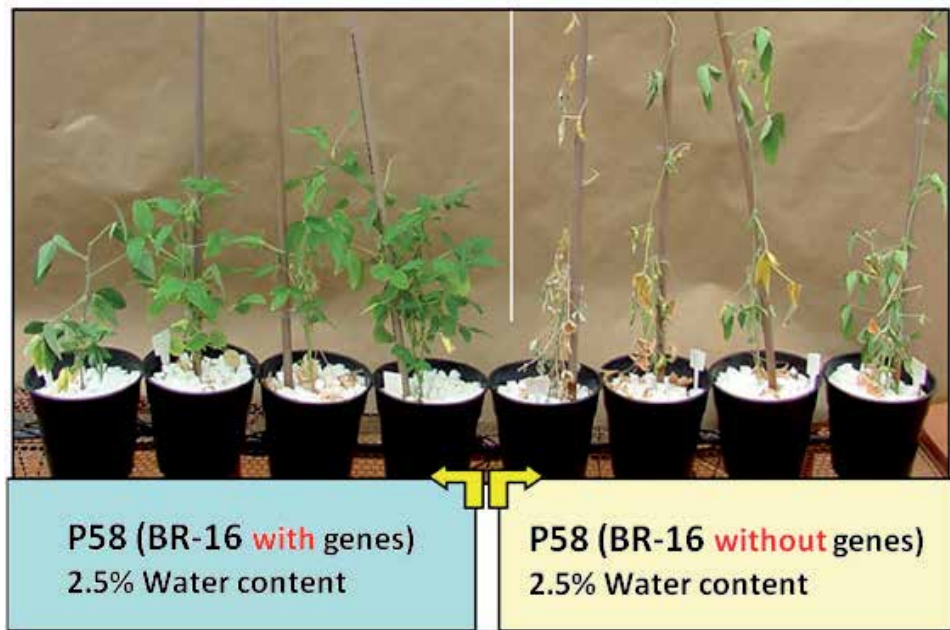 P58 (BR-16 with genes)
2.5% Water content
P58 (BR-16 without genes)
2.5% Water content